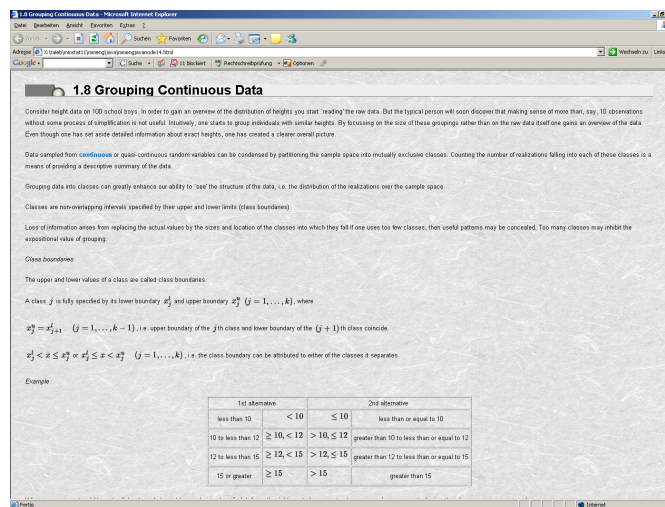 1.8 Grouping Continuous Data - Microsoft Internet Explorer
Datei Bearbeiten Ansicht Favoriten Extras ?
Zurück Suchen Favoriten
Adresse X:\taleb\mmstat11\mmengjava\mmengjavanode14.html Wechseln zu Links
Google Suche 11 blockiert Rechtschreibprüfung Optionen
1.8 Grouping Continuous Data
Consider height data on 100 school boys. In order to gain an overview of the distribution of heights you start `reading' the raw data. But the typical person will soon discover that making sense of more than, say, 10 observations
without some process of simplification is not useful. Intuitively, one starts to group individuals with similar heights. By focussing on the size of these groupings rather than on the raw data itself one gains an overview of the data.
Even though one has set aside detailed information about exact heights, one has created a clearer overall picture.
Data sampled from continuous or quasi-continuous random variables can be condensed by partitioning the sample space into mutually exclusive classes. Counting the number of realizations falling into each of these classes is a
means of providing a descriptive summary of the data.
Grouping data into classes can greatly enhance our ability to `see' the structure of the data, i.e. the distribution of the realizations over the sample space.
Classes are non-overlapping intervals specified by their upper and lower limits (class boundaries).
Loss of information arises from replacing the actual values by the sizes and location of the classes into which they fall.If one uses too few classes, then useful patterns may be concealed. Too many classes may inhibit the
expositional value of grouping.
Class boundaries
The upper and lower values of a class are called class boundaries.
A class j is fully specified by its lower boundary x_j^l and upper boundary x_j^u (j = 1, . . . , k), where
x_j^u = x_{j+1}^l (j = 1, . . . , k − 1), i.e. upper boundary of the jth class and lower boundary of the (j + 1)th class coincide.
x_j^l < x ≤ x_j^u or x_j^l ≤ x < x_j^u (j = 1, . . . , k), i.e. the class boundary can be attributed to either of the classes it separates.
Example
1st alternative 2nd alternative
less than 10 < 10 ≤ 10 less than or equal to 10
10 to less than 12 ≥ 10, < 12 > 10, ≤ 12 greater than 10 to less than or equal to 12
12 to less than 15 ≥ 12, < 15 > 12, ≤ 15 greater than 12 to less than or equal to 15
15 or greater ≥ 15 > 15 greater than 15
Fertig Internet